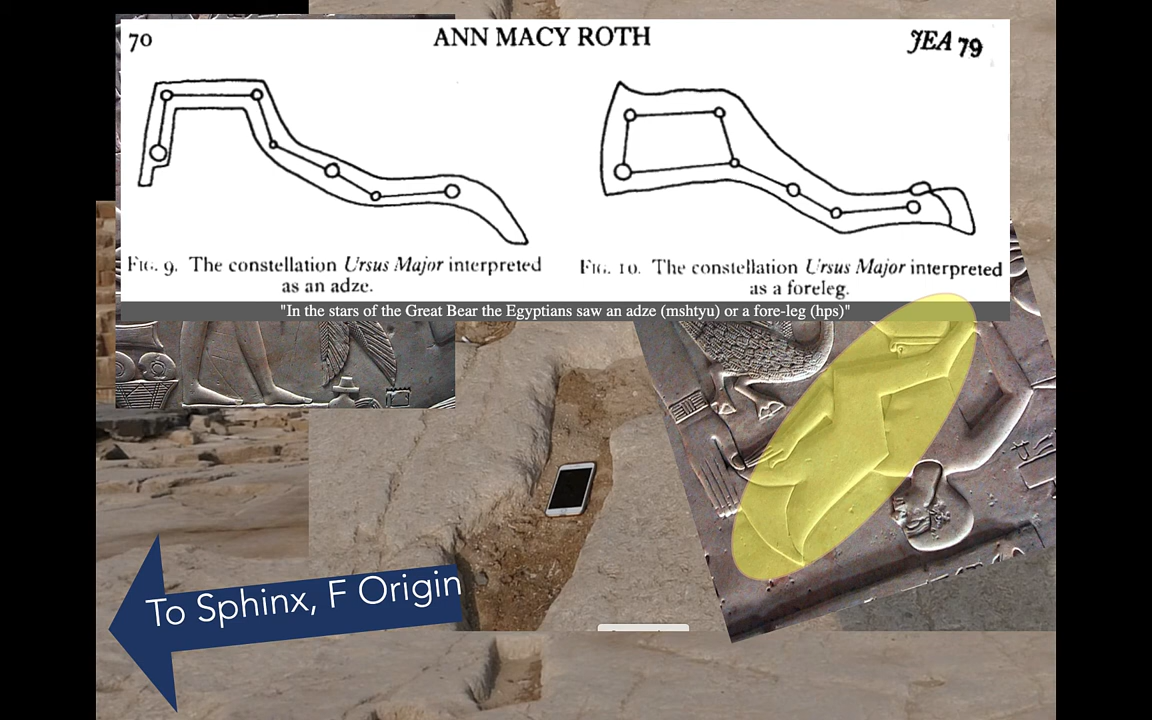 70
ANN MACY ROTH
JEA 79
FIG. 9. The constellation Ursus Major interpreted
as an adze.
FIG. 10. The constellation Ursus Major interpreted
as a foreleg.
"In the stars of the Great Bear the Egyptians saw an adze (mshtyu) or a fore-leg (hps)"
To Sphinx, F Origin